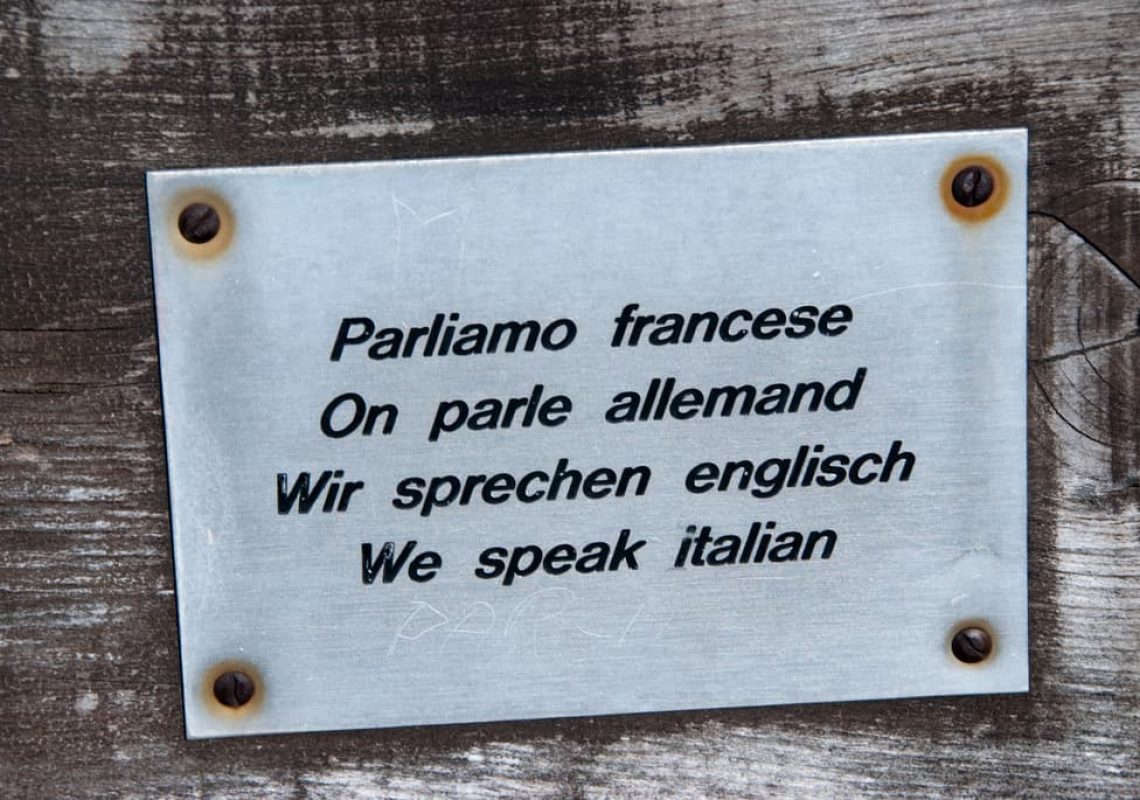 Parliamo francese
On parle allemand
Wir sprechen englisch
We speak italian